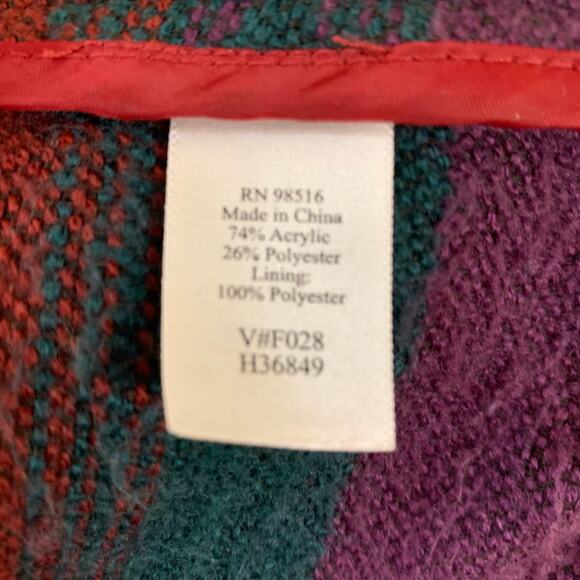 RN 98516
Made in China
74% Acrylic
26% Polyester
Lining:
100% Polyester
V#F028
H36849